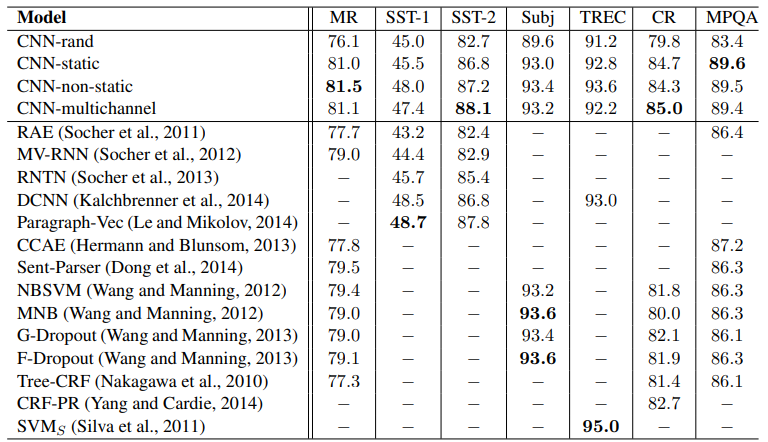 Model MR SST-1 SST-2 Subj TREC CR MPQA
CNN-rand 76.1 45.0 82.7 89.6 91.2 79.8 83.4
CNN-static 81.0 45.5 86.8 93.0 92.8 84.7 89.6
CNN-non-static 81.5 48.0 87.2 93.4 93.6 84.3 89.5
CNN-multichannel 81.1 47.4 88.1 93.2 92.2 85.0 89.4
RAE (Socher et al., 2011) 77.7 43.2 82.4 – – – 86.4
MV-RNN (Socher et al., 2012) 79.0 44.4 82.9 – – – –
RNTN (Socher et al., 2013) – 45.7 85.4 – – – –
DCNN (Kalchbrenner et al., 2014) – 48.5 86.8 – 93.0 – –
Paragraph-Vec (Le and Mikolov, 2014) – 48.7 87.8 – – – –
CCAE (Hermann and Blunsom, 2013) 77.8 – – – – – 87.2
Sent-Parser (Dong et al., 2014) 79.5 – – – – – 86.3
NBSVM (Wang and Manning, 2012) 79.4 – – 93.2 – 81.8 86.3
MNB (Wang and Manning, 2012) 79.0 – – 93.6 – 80.0 86.3
G-Dropout (Wang and Manning, 2013) 79.0 – – 93.4 – 82.1 86.1
F-Dropout (Wang and Manning, 2013) 79.1 – – 93.6 – 81.9 86.3
Tree-CRF (Nakagawa et al., 2010) 77.3 – – – – 81.4 86.1
CRF-PR (Yang and Cardie, 2014) – – – – – 82.7 –
SVMS (Silva et al., 2011) – – – – 95.0 – –